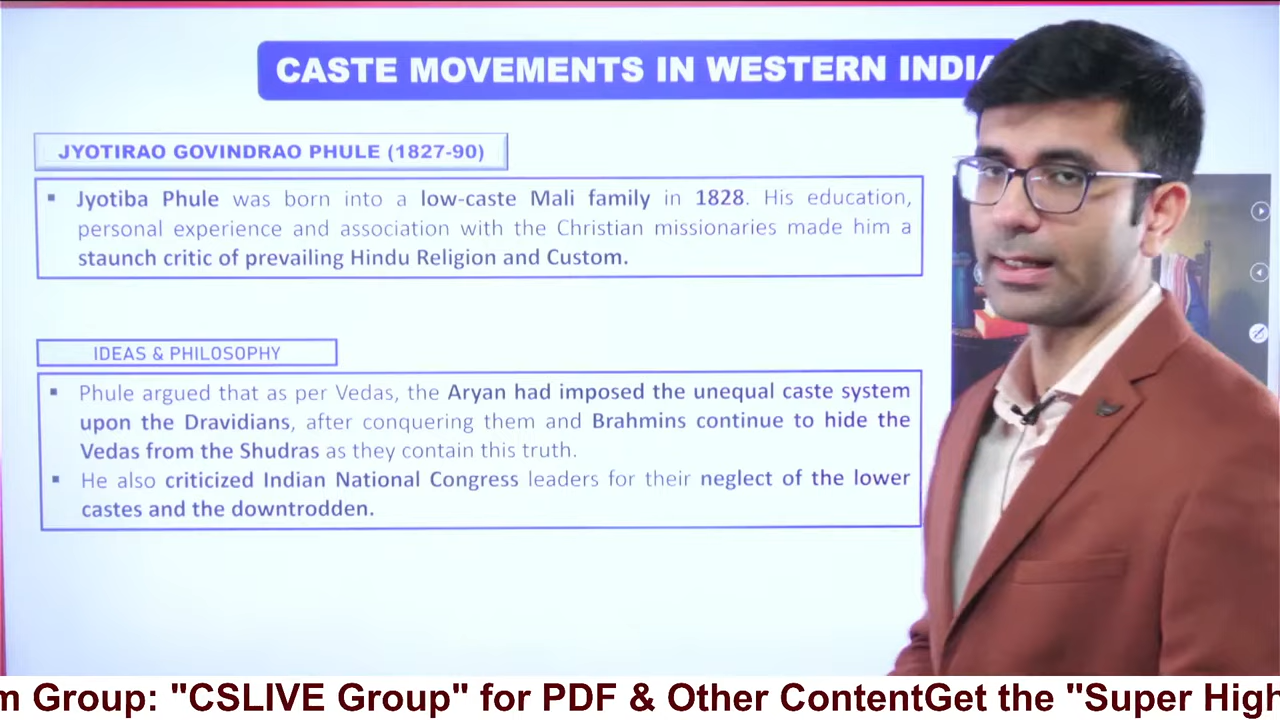 CASTE MOVEMENTS IN WESTERN INDIA
JYOTIRAO GOVINDRAO PHULE (1827-90)
▪ Jyotiba Phule was born into a low-caste Mali family in 1828. His education,
personal experience and association with the Christian missionaries made him a
staunch critic of prevailing Hindu Religion and Custom.
IDEAS & PHILOSOPHY
▪ Phule argued that as per Vedas, the Aryan had imposed the unequal caste system
upon the Dravidians, after conquering them and Brahmins continue to hide the
Vedas from the Shudras as they contain this truth.
▪ He also criticized Indian National Congress leaders for their neglect of the lower
castes and the downtrodden.
m Group: "CSLIVE Group" for PDF & Other ContentGet the "Super High